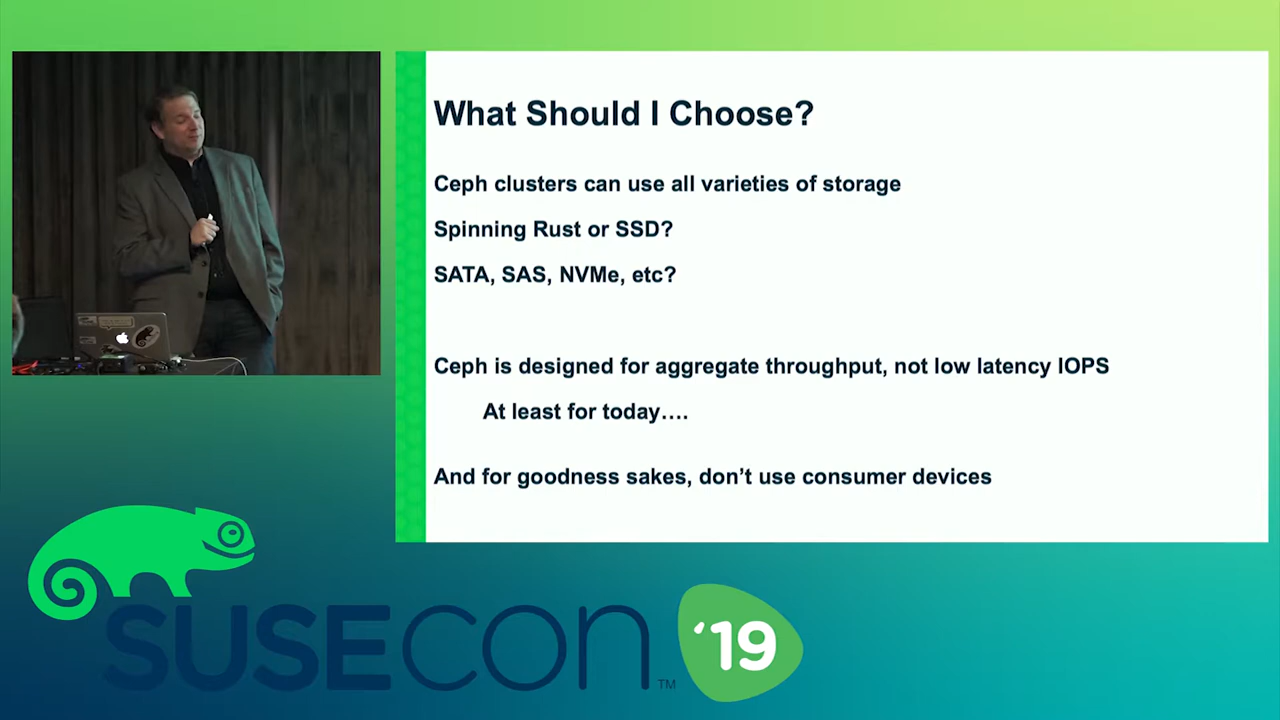 What Should I Choose?
Ceph clusters can use all varieties of storage
Spinning Rust or SSD?
SATA, SAS, NVMe, etc?
Ceph is designed for aggregate throughput, not low latency IOPS
At least for today….
And for goodness sakes, don’t use consumer devices
SUSECON ‘19
TM